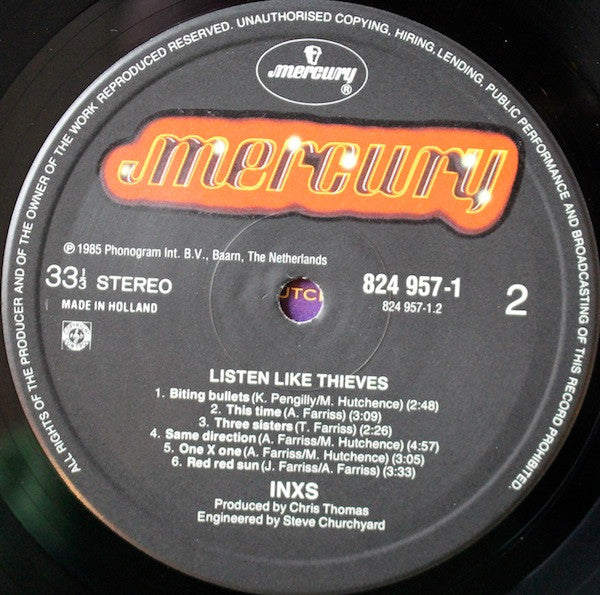 ALL RIGHTS OF THE PRODUCER AND OF THE OWNER OF THE WORK REPRODUCED RESERVED. UNAUTHORISED COPYING, HIRING, LENDING, PUBLIC PERFORMANCE AND BROADCASTING OF THIS RECORD PROHIBITED.
mercury
®
mercury
℗ 1985 Phonogram Int. B.V., Baarn, The Netherlands
33⅓ STEREO
MADE IN HOLLAND
824 957-1
824 957-1.2
2
UTCH
LISTEN LIKE THIEVES
1. Biting bullets (K. Pengilly/M. Hutchence) (2:48)
2. This time (A. Farriss) (3:09)
3. Three sisters (T. Farriss) (2:26)
4. Same direction (A. Farriss/M. Hutchence) (4:57)
5. One X one (A. Farriss/M. Hutchence) (3:05)
6. Red red sun (J. Farriss/A. Farriss) (3:33)
INXS
Produced by Chris Thomas
Engineered by Steve Churchyard